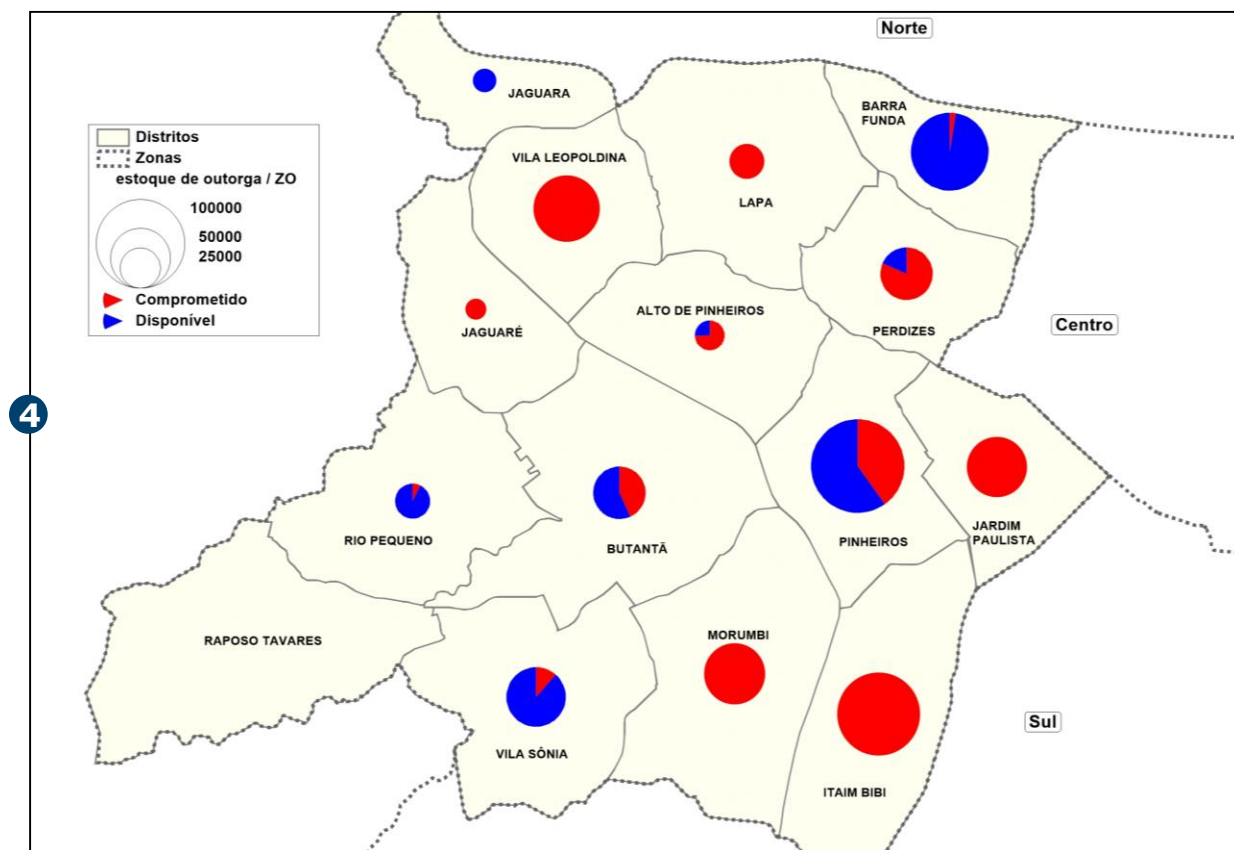 Norte
JAGUARA
BARRA
FUNDA
Distritos
Zonas
estoque de outorga / ZO
100000
50000
25000
Comprometido
Disponível
VILA LEOPOLDINA
LAPA
ALTO DE PINHEIROS
PERDIZES
Centro
JAGUARÉ
4
RIO PEQUENO
BUTANTÃ
PINHEIROS
JARDIM
PAULISTA
RAPOSO TAVARES
MORUMBI
VILA SÔNIA
ITAIM BIBI
Sul